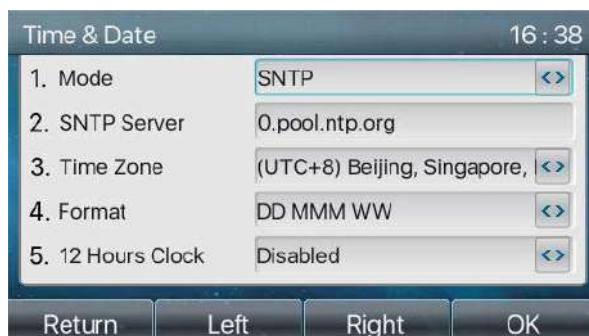 Time & Date 16:38
1. Mode SNTP <>
2. SNTP Server 0.pool.ntp.org
3. Time Zone (UTC+8) Beijing, Singapore, <>
4. Format DD MMM WW <>
5. 12 Hours Clock Disabled <>
Return Left Right OK